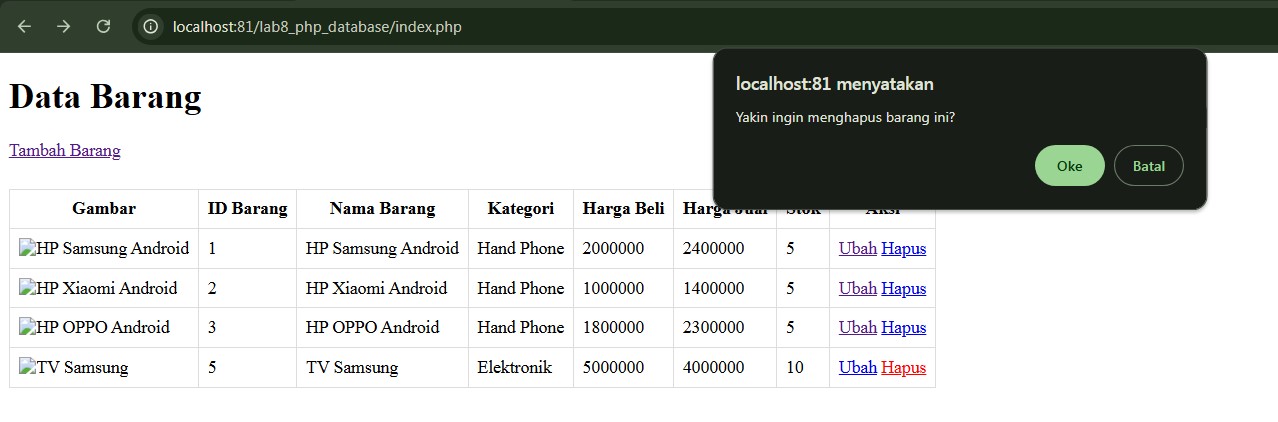 localhost:81/lab8_php_database/index.php
localhost:81 menyatakan
Yakin ingin menghapus barang ini?
Oke Batal
Data Barang
Tambah Barang
Gambar ID Barang Nama Barang Kategori Harga Beli Harga Jual Stok Aksi
HP Samsung Android 1 HP Samsung Android Hand Phone 2000000 2400000 5 Ubah Hapus
HP Xiaomi Android 2 HP Xiaomi Android Hand Phone 1000000 1400000 5 Ubah Hapus
HP OPPO Android 3 HP OPPO Android Hand Phone 1800000 2300000 5 Ubah Hapus
TV Samsung 5 TV Samsung Elektronik 5000000 4000000 10 Ubah Hapus